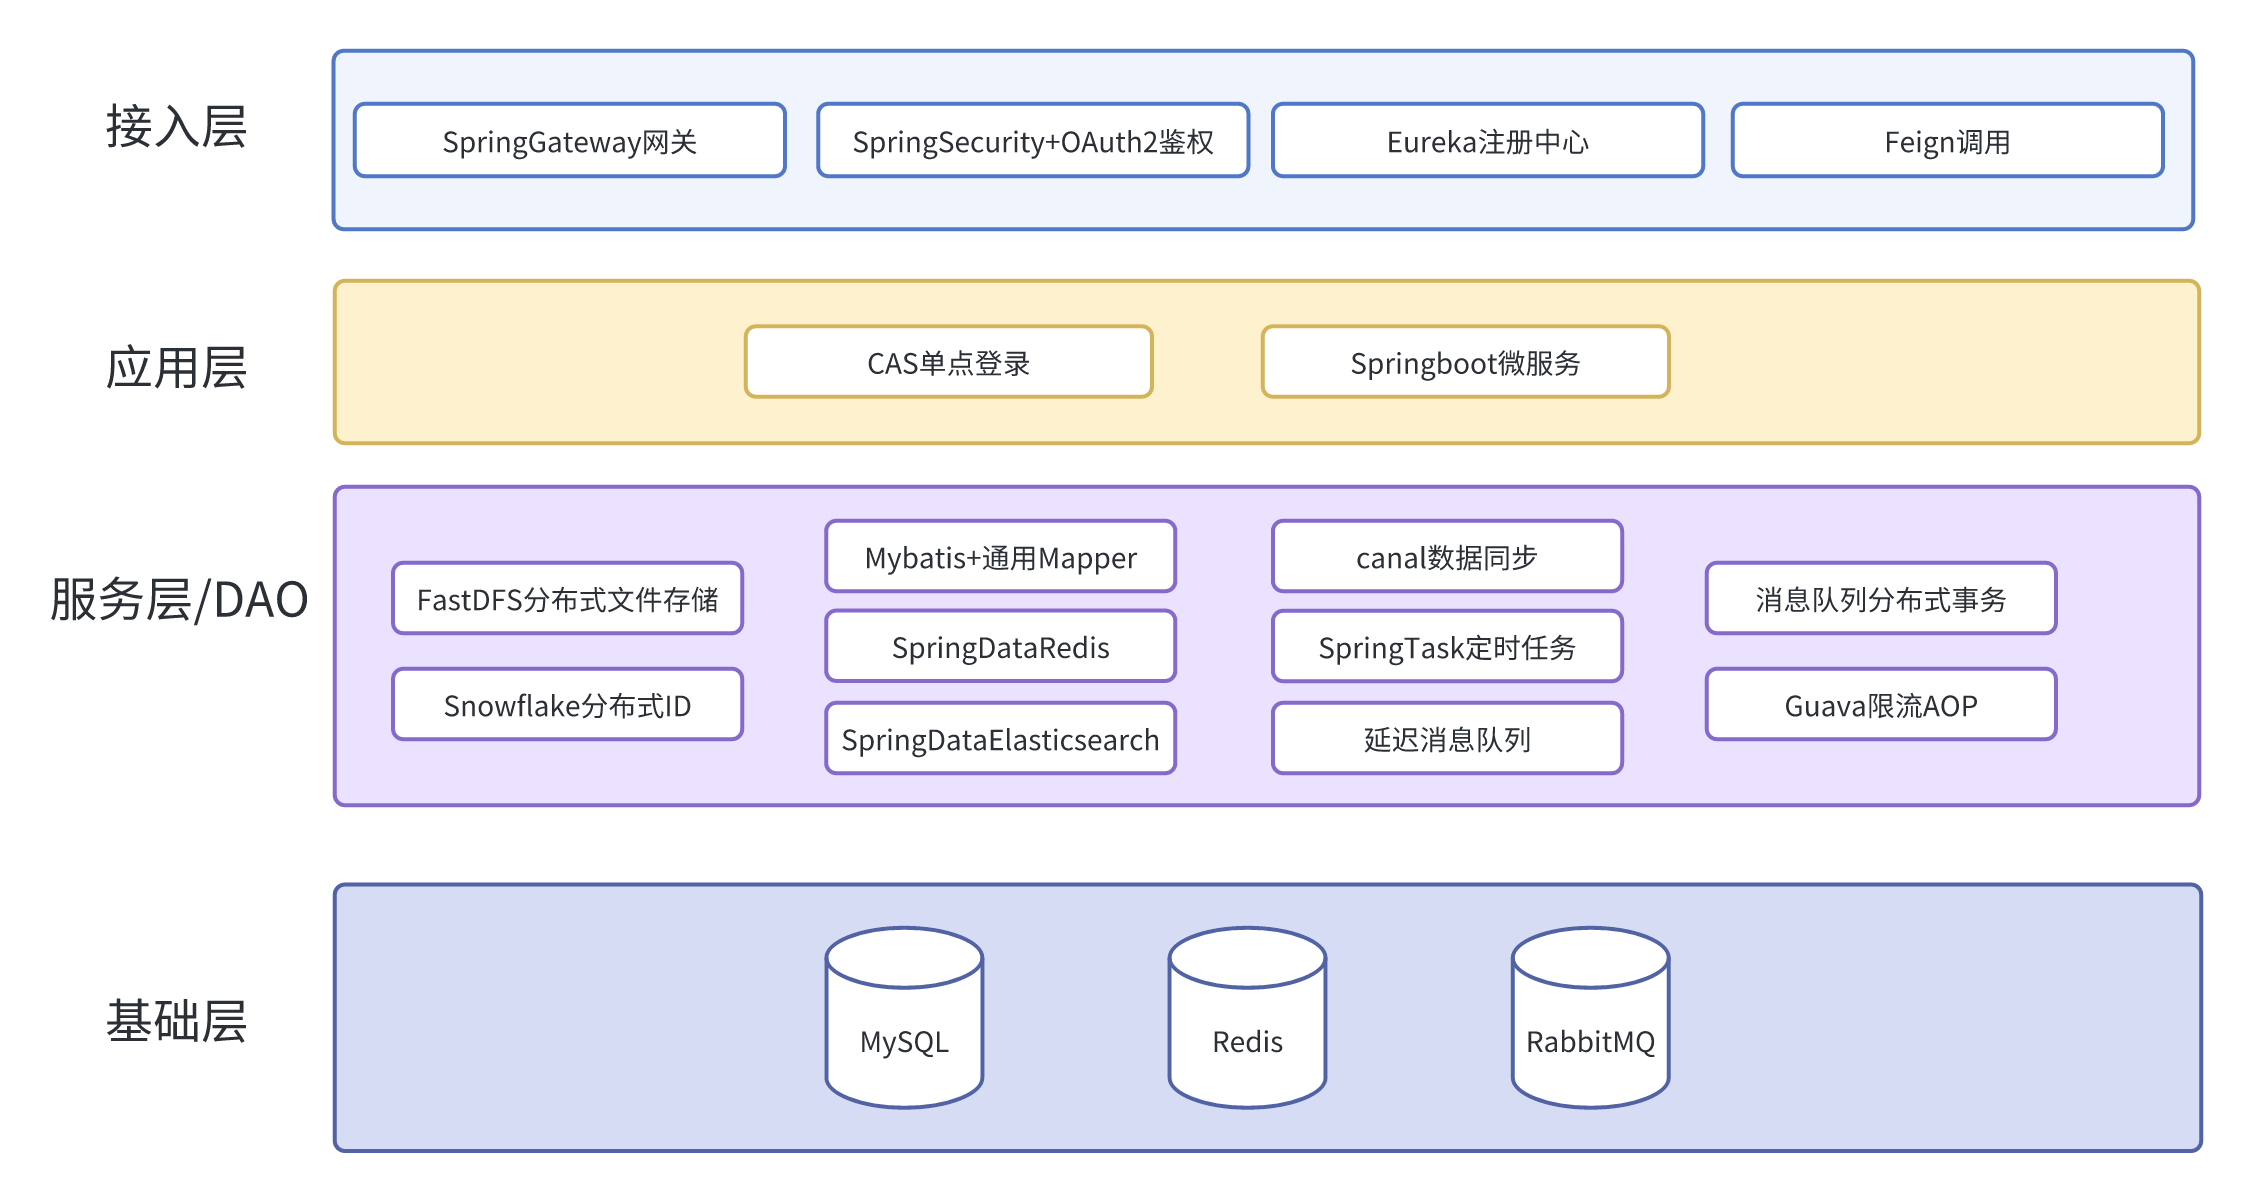 接入层
SpringGateway网关
SpringSecurity+OAuth2鉴权
Eureka注册中心
Feign调用
应用层
CAS单点登录
Springboot微服务
服务层/DAO
FastDFS分布式文件存储
Snowflake分布式ID
Mybatis+通用Mapper
SpringDataRedis
SpringDataElasticsearch
canal数据同步
SpringTask定时任务
延迟消息队列
消息队列分布式事务
Guava限流AOP
基础层
MySQL
Redis
RabbitMQ